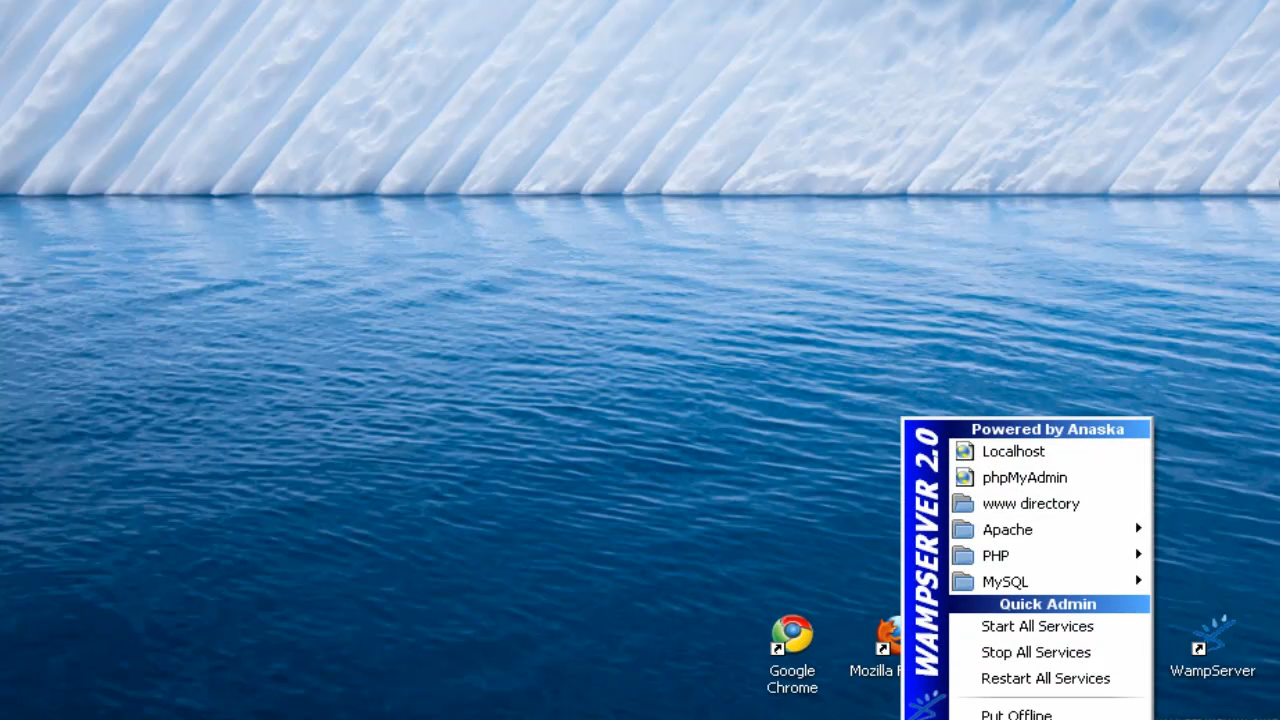 WAMPSERVER 2.0
Powered by Anaska
Localhost
phpMyAdmin
www directory
Apache
PHP
MySQL
Quick Admin
Start All Services
Stop All Services
Restart All Services
Put Offline
Google
Chrome
Mozilla F
WampServer